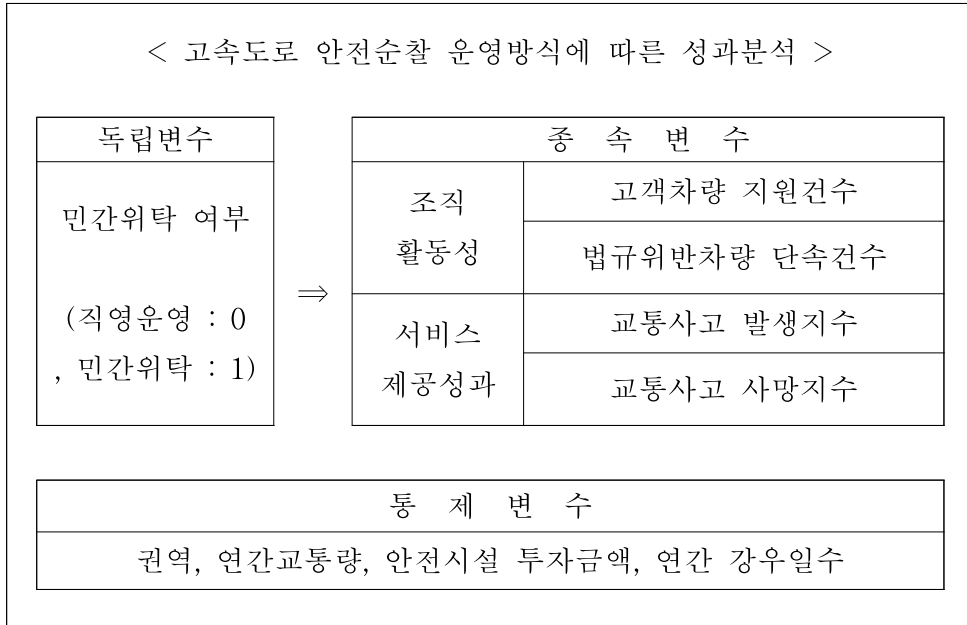 < 고속도로 안전순찰 운영방식에 따른 성과분석 >
독립변수
민간위탁 여부
(직영운영 : 0
, 민간위탁 : 1)
⇒
종 속 변 수
조직
활동성
고객차량 지원건수
법규위반차량 단속건수
서비스
제공성과
교통사고 발생지수
교통사고 사망지수
통 제 변 수
권역, 연간교통량, 안전시설 투자금액, 연간 강우일수